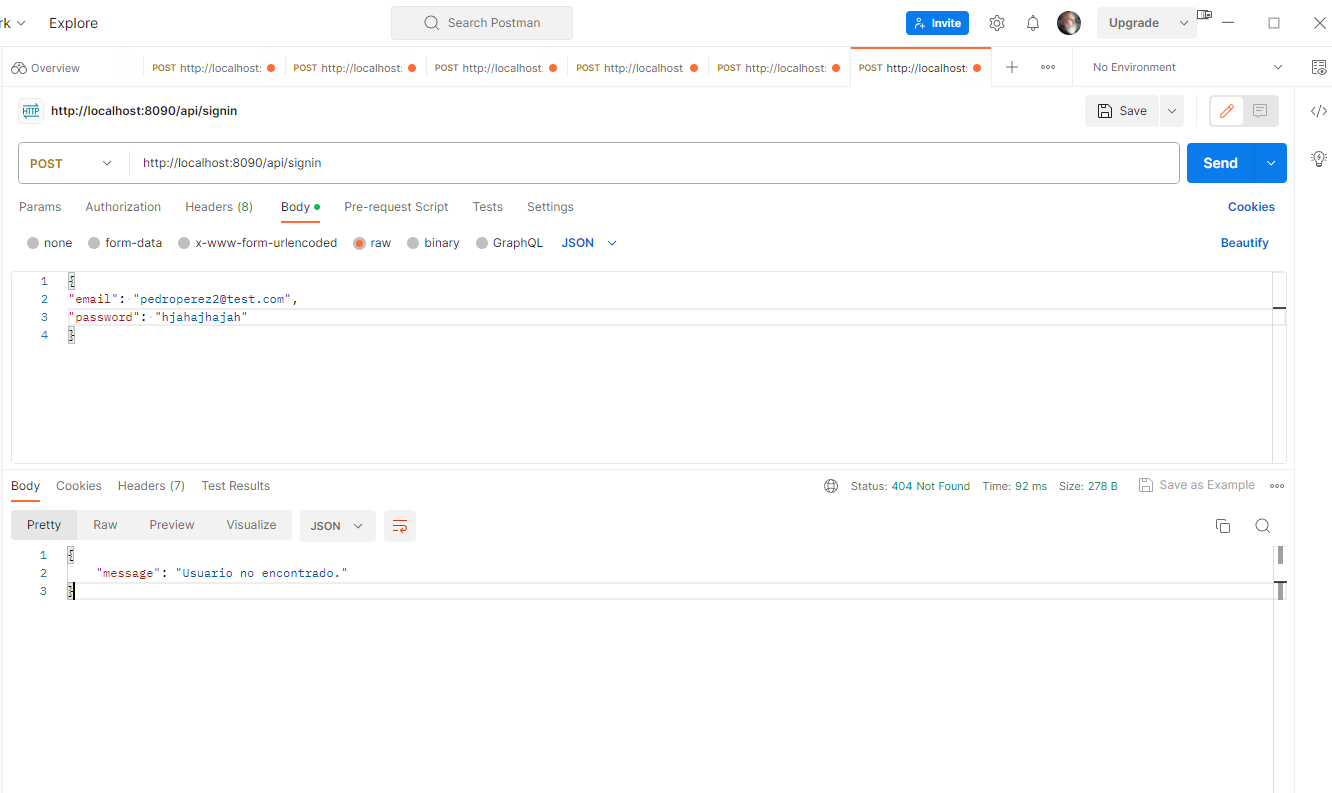 rk Explore Search Postman Invite Upgrade
Overview POST http://localhost: POST http://localhost: POST http://localhost: POST http://localhost POST http://localhost: POST http://localhost: No Environment
HTTP http://localhost:8090/api/signin Save
POST http://localhost:8090/api/signin Send
Params Authorization Headers (8) Body Pre-request Script Tests Settings Cookies
none form-data x-www-form-urlencoded raw binary GraphQL JSON Beautify
1 {
2 "email": "pedroperez2@test.com",
3 "password": "hjahajhajah"
4 }
Body Cookies Headers (7) Test Results Status: 404 Not Found Time: 92 ms Size: 278 B Save as Example
Pretty Raw Preview Visualize JSON
1 {
2 "message": "Usuario no encontrado."
3 }